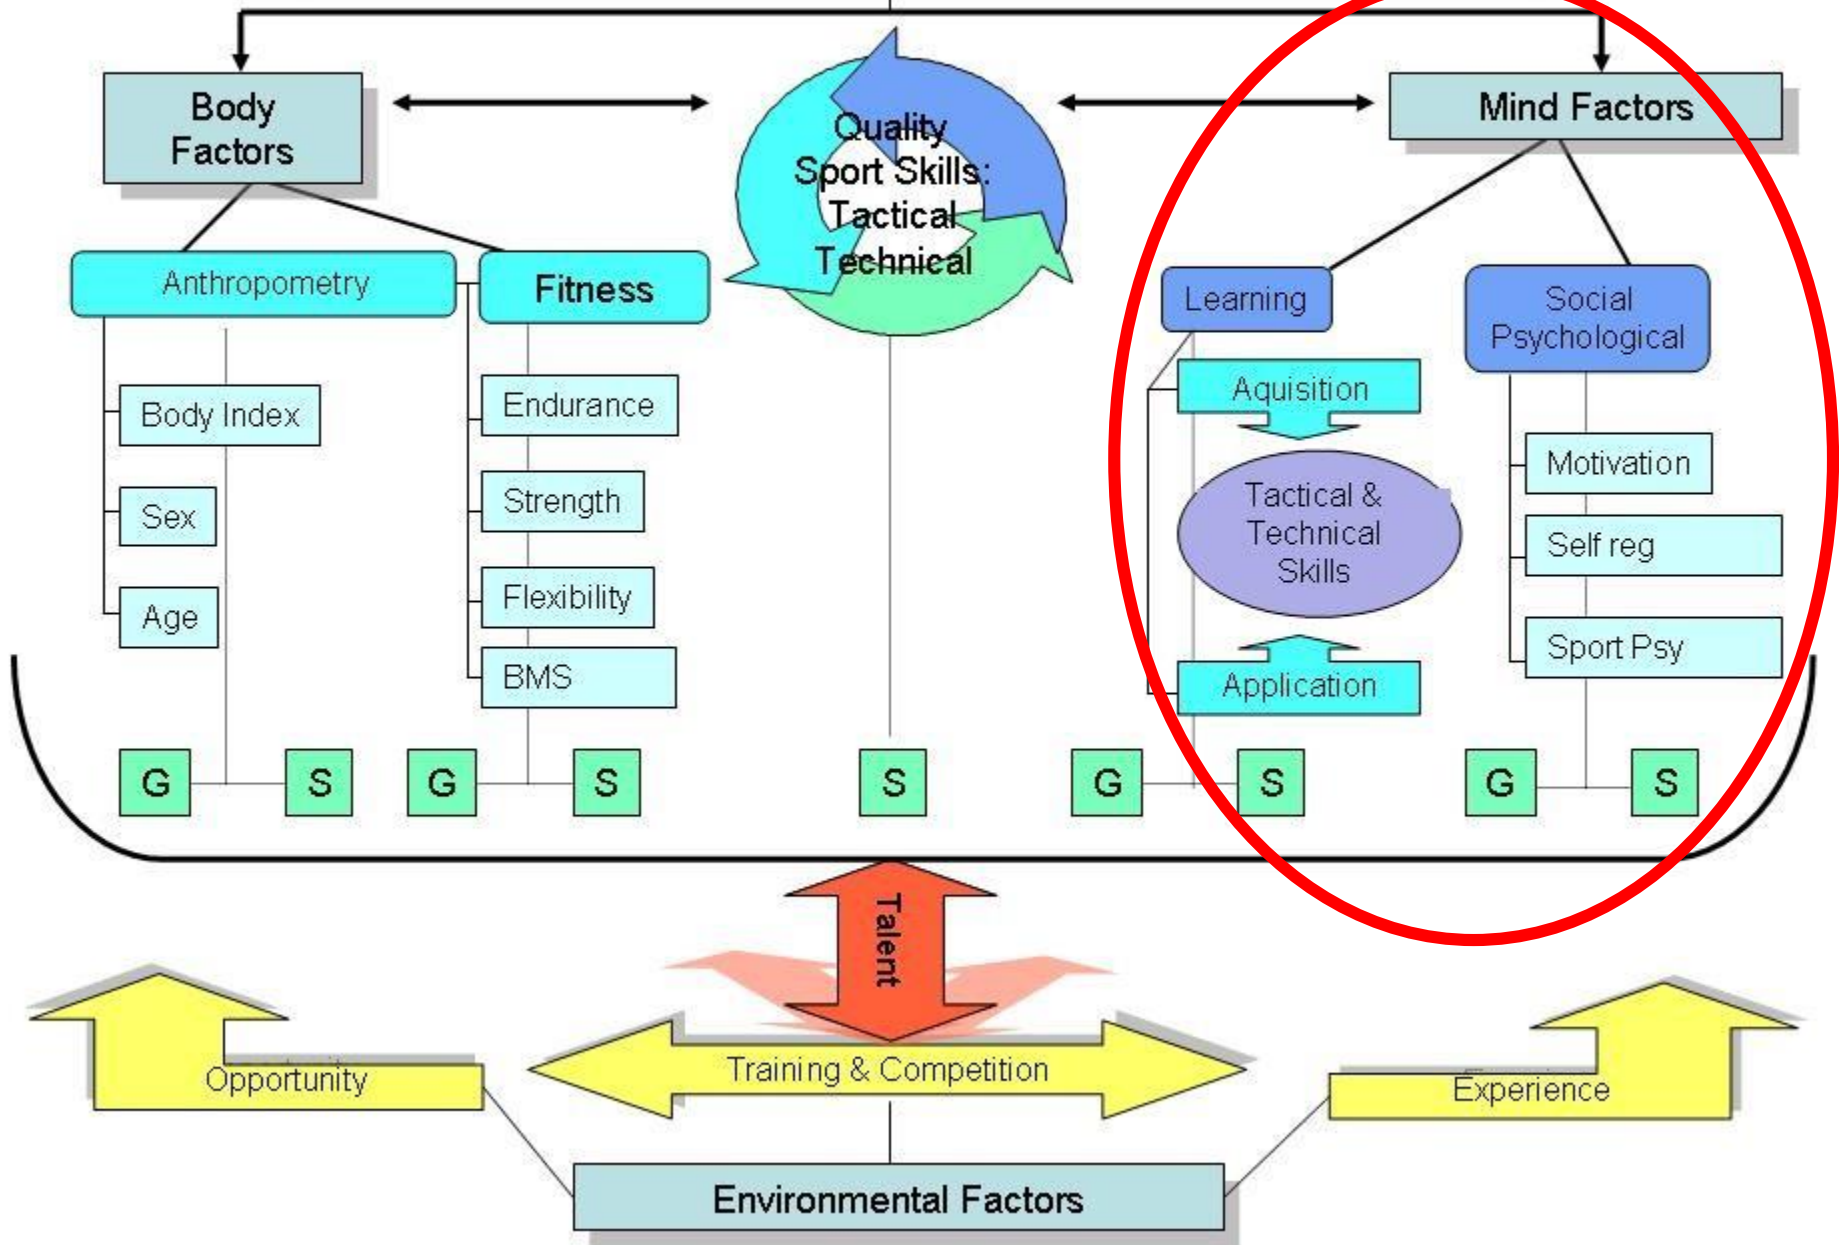 Body
Factors
Quality
Sport Skills:
Tactical
Technical
Mind Factors
Anthropometry
Fitness
Learning
Social
Psychological
Body Index
Sex
Age
Endurance
Strength
Flexibility
BMS
Aquisition
Tactical &
Technical
Skills
Application
Motivation
Self reg
Sport Psy
G
S
G
S
S
G
S
G
S
Talent
Opportunity
Training & Competition
Experience
Environmental Factors